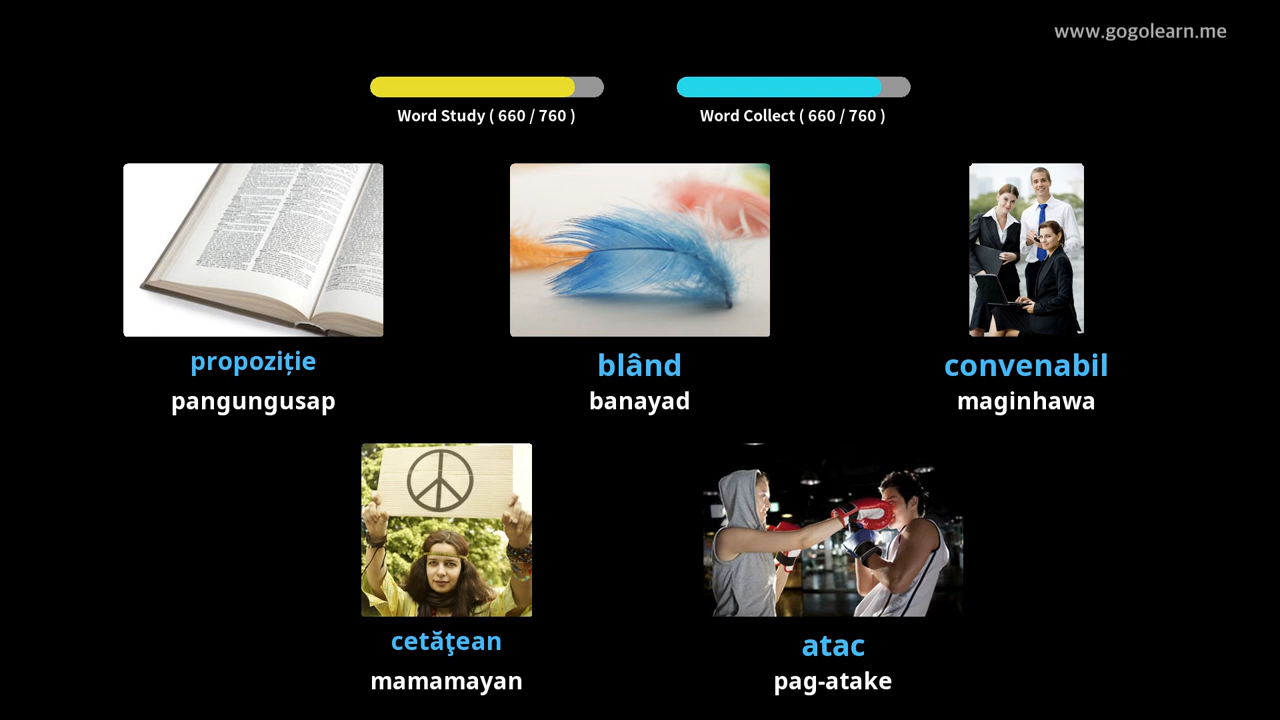 www.gogolearn.me
Word Study ( 660 / 760 )
Word Collect ( 660 / 760 )
propoziție
pangungusap
blând
banayad
convenabil
maginhawa
cetăţean
mamamayan
atac
pag-atake